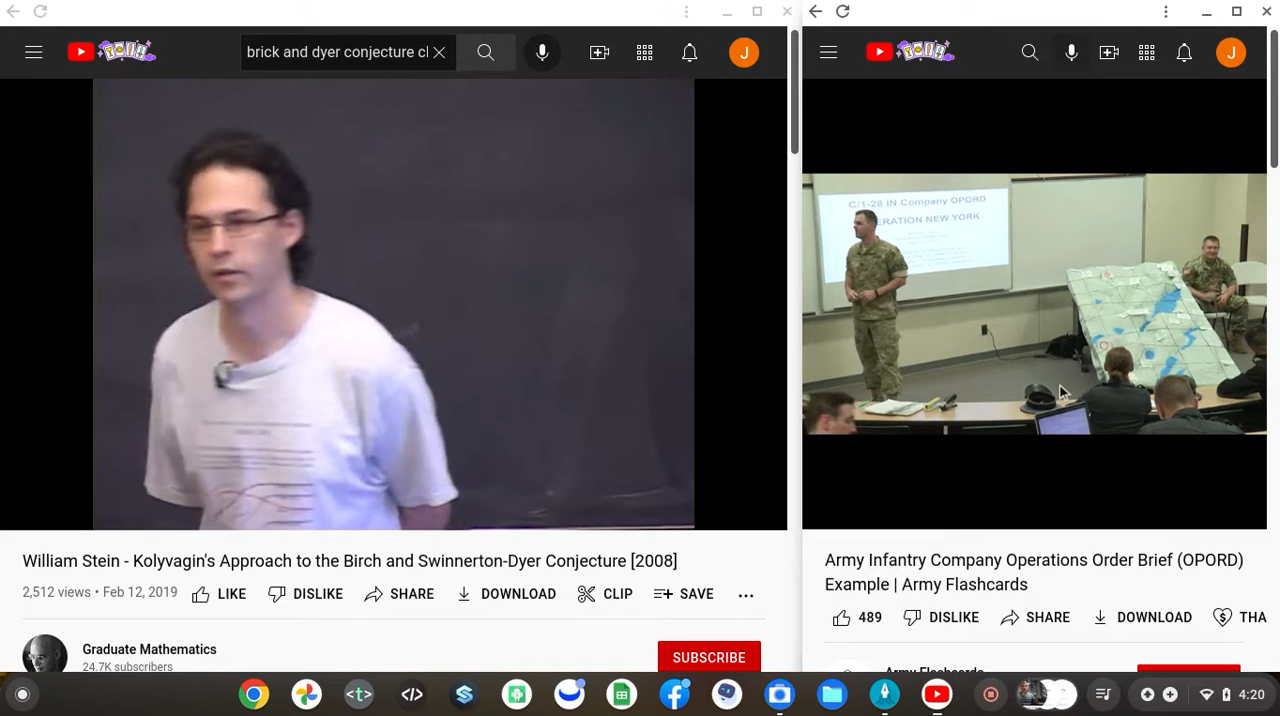 brick and dyer conjecture cl
J
J
C/1-28 IN Company OPORD
ERATION NEW YORK
William Stein - Kolyvagin's Approach to the Birch and Swinnerton-Dyer Conjecture [2008]
2,512 views • Feb 12, 2019 LIKE DISLIKE SHARE DOWNLOAD CLIP SAVE
Graduate Mathematics
24.7K subscribers
SUBSCRIBE
Army Infantry Company Operations Order Brief (OPORD)
Example | Army Flashcards
489 DISLIKE SHARE DOWNLOAD THA
Army Flashcards
4:20